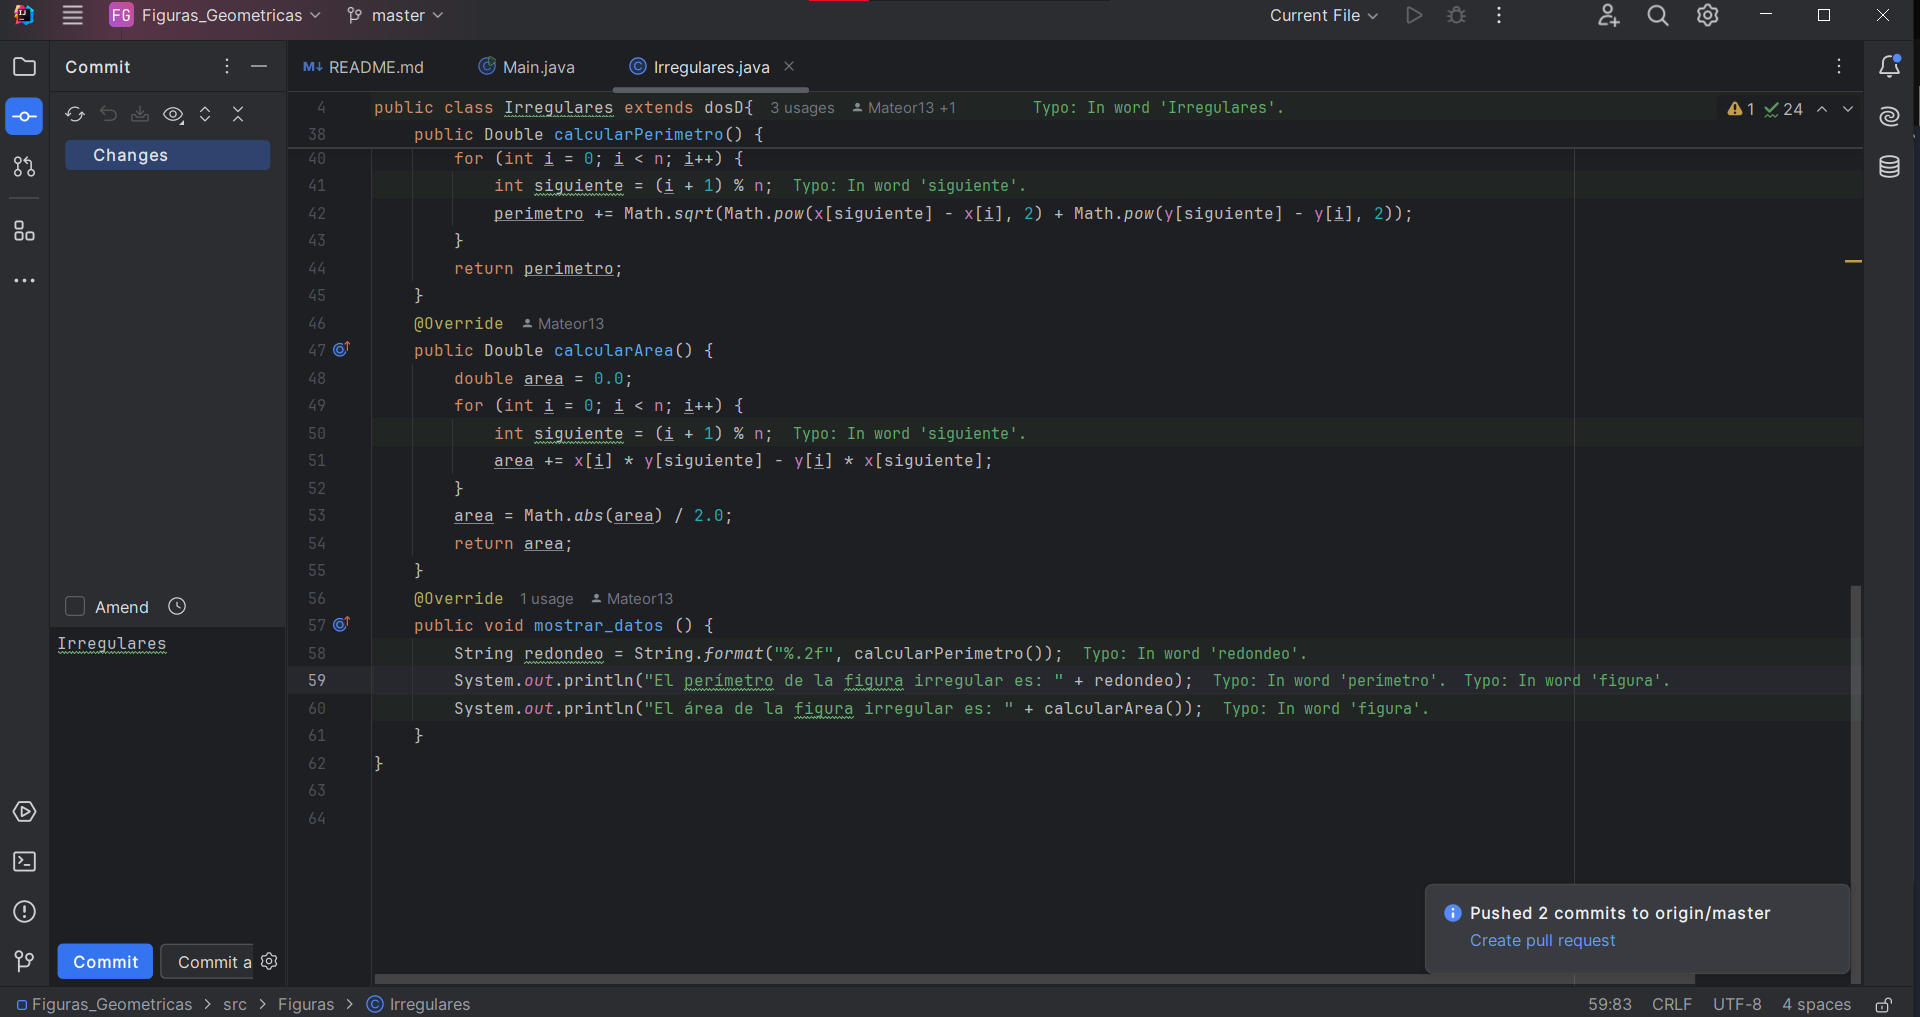 FG Figuras_Geometricas master Current File
Commit
README.md Main.java Irregulares.java
Changes
4 public class Irregulares extends dosD{ 3 usages Mateor13 +1 Typo: In word 'Irregulares'. 1 24
38 public Double calcularPerimetro() {
40 for (int i = 0; i < n; i++) {
41 int siguiente = (i + 1) % n; Typo: In word 'siguiente'.
42 perimetro += Math.sqrt(Math.pow(x[siguiente] - x[i], 2) + Math.pow(y[siguiente] - y[i], 2));
43 }
44 return perimetro;
45 }
46 @Override Mateor13
47 public Double calcularArea() {
48 double area = 0.0;
49 for (int i = 0; i < n; i++) {
50 int siguiente = (i + 1) % n; Typo: In word 'siguiente'.
51 area += x[i] * y[siguiente] - y[i] * x[siguiente];
52 }
53 area = Math.abs(area) / 2.0;
54 return area;
55 }
56 @Override 1 usage Mateor13
57 public void mostrar_datos () {
58 String redondeo = String.format("%.2f", calcularPerimetro()); Typo: In word 'redondeo'.
59 System.out.println("El perímetro de la figura irregular es: " + redondeo); Typo: In word 'perímetro'. Typo: In word 'figura'.
60 System.out.println("El área de la figura irregular es: " + calcularArea()); Typo: In word 'figura'.
61 }
62 }
63
64
Amend
Irregulares
Commit Commit a
Pushed 2 commits to origin/master
Create pull request
Figuras_Geometricas > src > Figuras > Irregulares 59:83 CRLF UTF-8 4 spaces